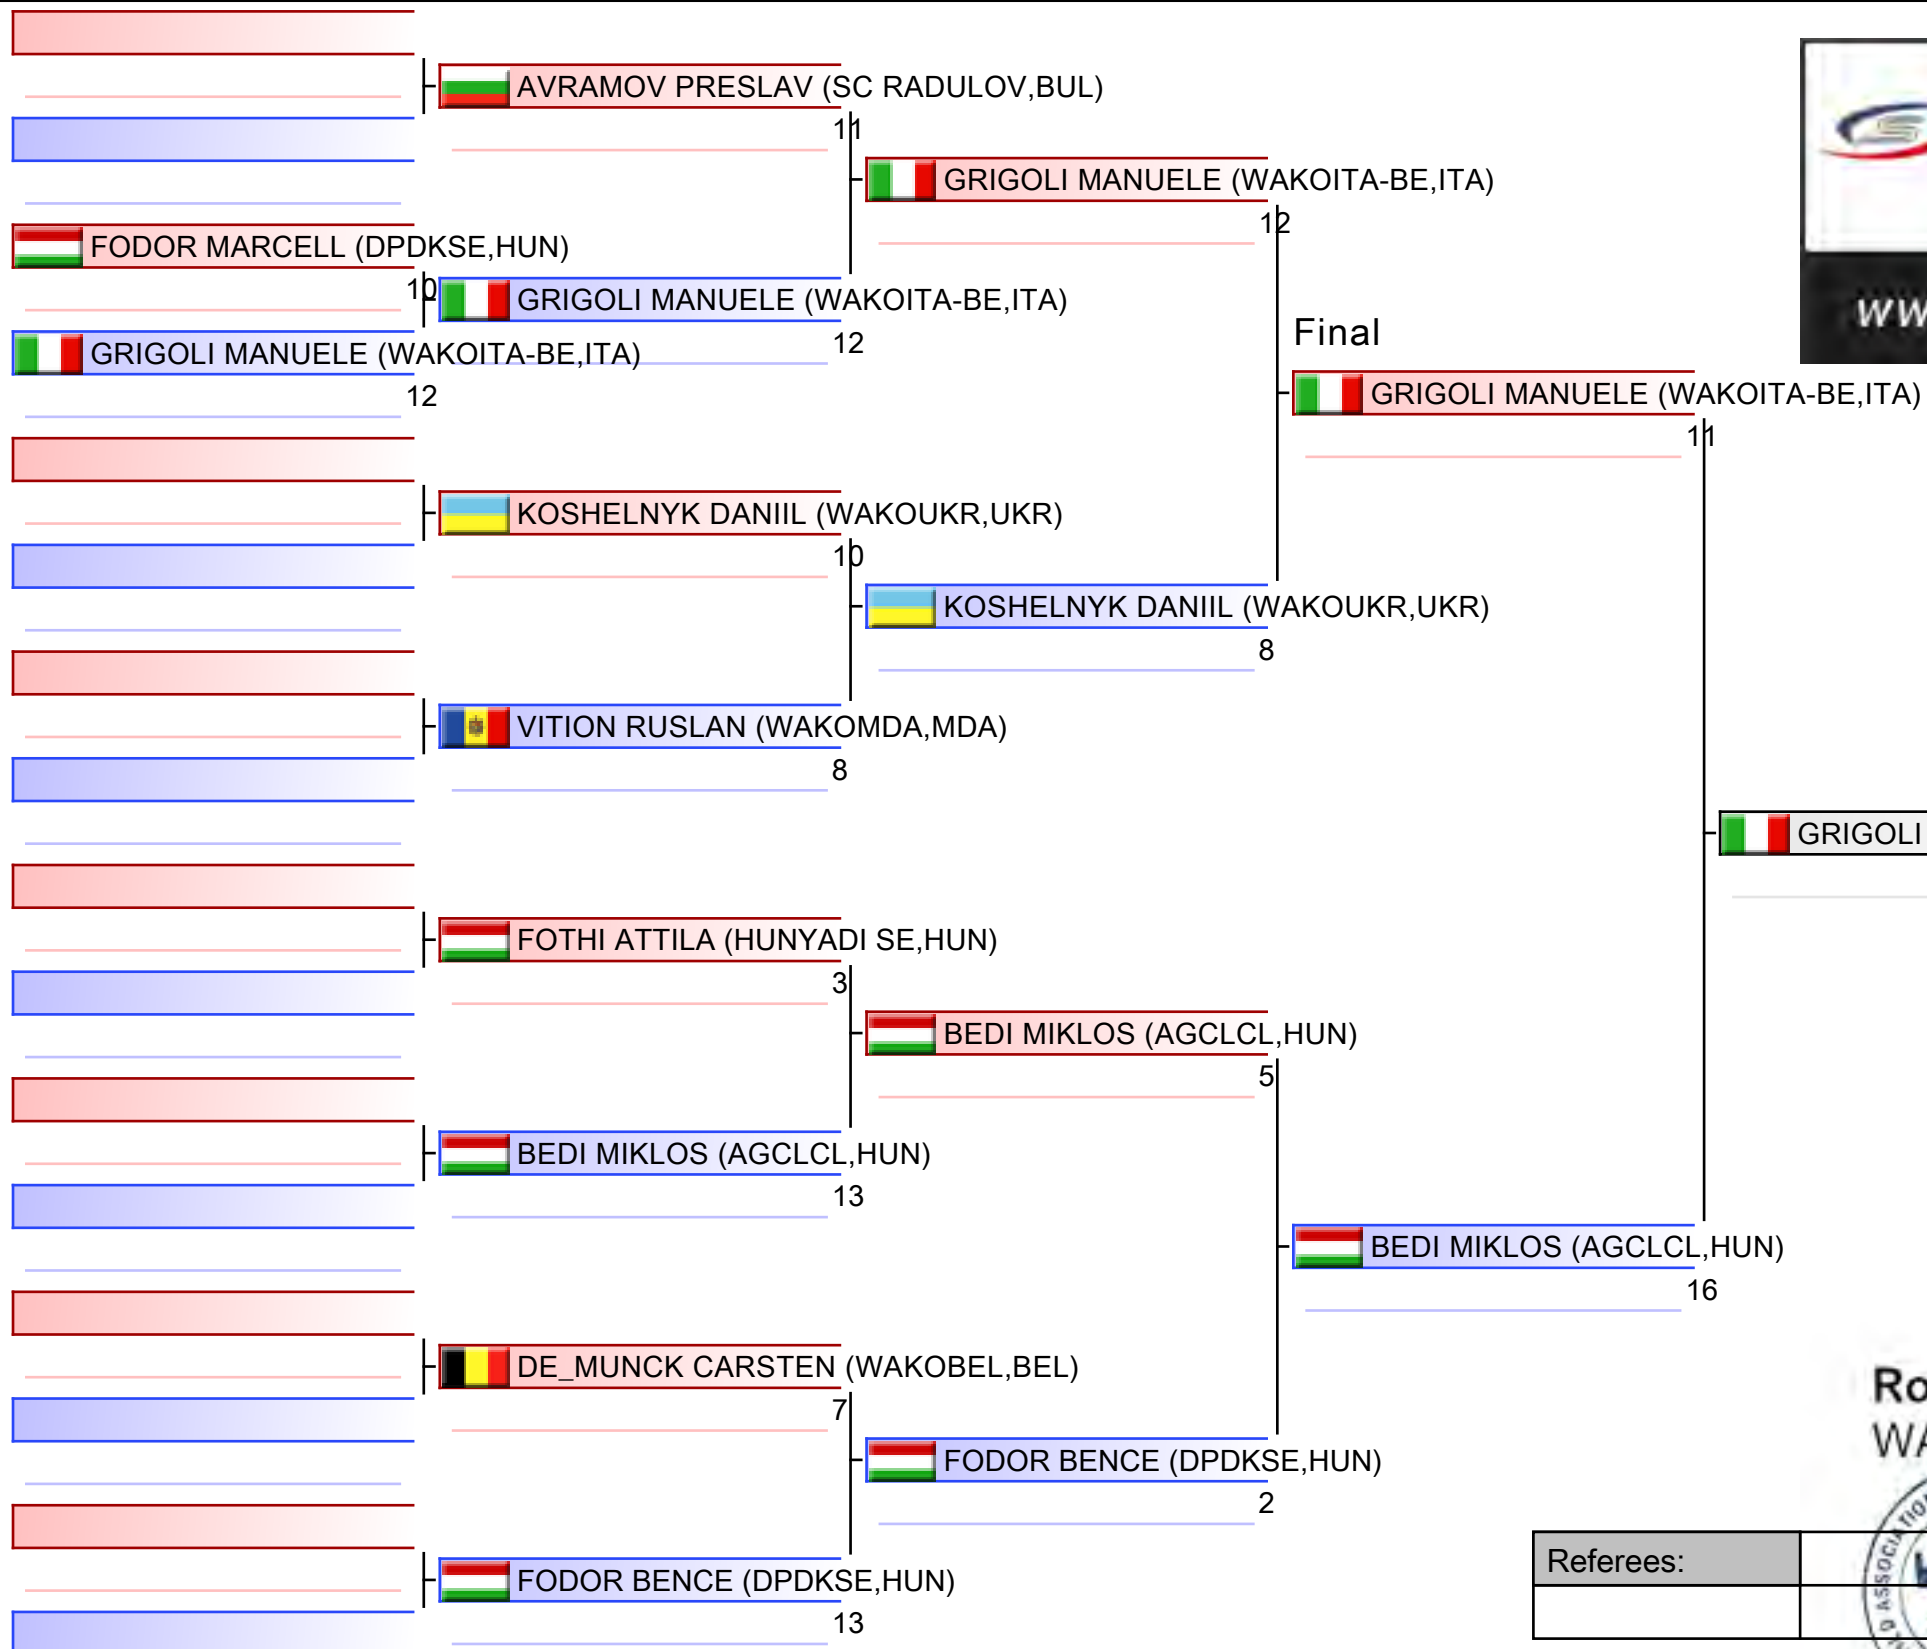 AVRAMOV PRESLAV (SC RADULOV,BUL)
11
GRIGOLI MANUELE (WAKOITA-BE,ITA)
12
FODOR MARCELL (DPDKSE,HUN)
10
GRIGOLI MANUELE (WAKOITA-BE,ITA)
12
GRIGOLI MANUELE (WAKOITA-BE,ITA)
12
Final
GRIGOLI MANUELE (WAKOITA-BE,ITA)
11
KOSHELNYK DANIIL (WAKOUKR,UKR)
10
KOSHELNYK DANIIL (WAKOUKR,UKR)
8
VITION RUSLAN (WAKOMDA,MDA)
8
GRIGOLI
FOTHI ATTILA (HUNYADI SE,HUN)
3
BEDI MIKLOS (AGCLCL,HUN)
5
BEDI MIKLOS (AGCLCL,HUN)
13
BEDI MIKLOS (AGCLCL,HUN)
16
DE_MUNCK CARSTEN (WAKOBEL,BEL)
7
FODOR BENCE (DPDKSE,HUN)
2
FODOR BENCE (DPDKSE,HUN)
13
Referees: